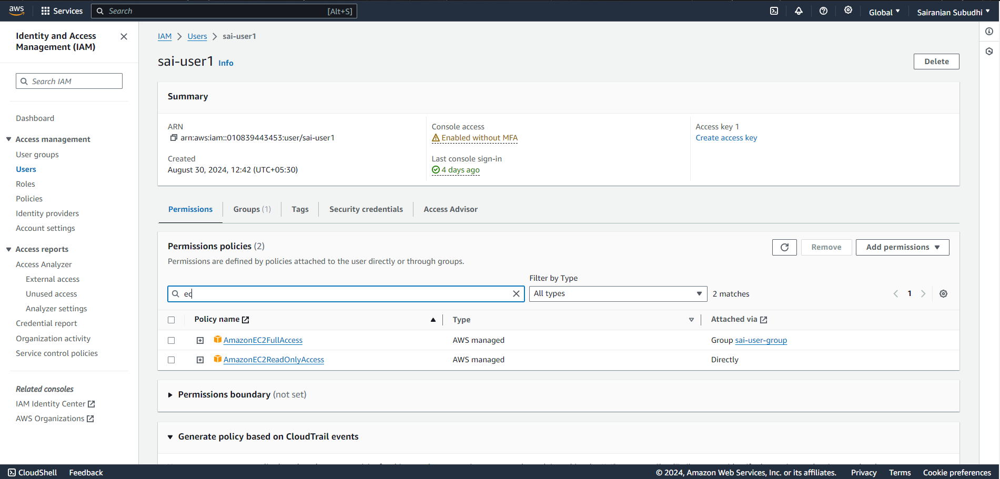 aws Services Search [Alt+S] Global Sairanjan Subudhi
Identity and Access
Management (IAM)
Search IAM
Dashboard
Access management
User groups
Users
Roles
Policies
Identity providers
Account settings
Access reports
Access Analyzer
External access
Unused access
Analyzer settings
Credential report
Organization activity
Service control policies
Related consoles
IAM Identity Center
AWS Organizations
IAM > Users > sai-user1
sai-user1 Info
Delete
Summary
ARN
arn:aws:iam::010839443453:user/sai-user1
Created
August 30, 2024, 12:42 (UTC+05:30)
Console access
Enabled without MFA
Last console sign-in
4 days ago
Access key 1
Create access key
Permissions Groups (1) Tags Security credentials Access Advisor
Permissions policies (2)
Remove Add permissions
Permissions are defined by policies attached to the user directly or through groups.
Filter by Type
ec All types 2 matches 1
Policy name Type Attached via
AmazonEC2FullAccess AWS managed Group sai-user-group
AmazonEC2ReadOnlyAccess AWS managed Directly
Permissions boundary (not set)
Generate policy based on CloudTrail events
CloudShell Feedback © 2024, Amazon Web Services, Inc. or its affiliates. Privacy Terms Cookie preferences